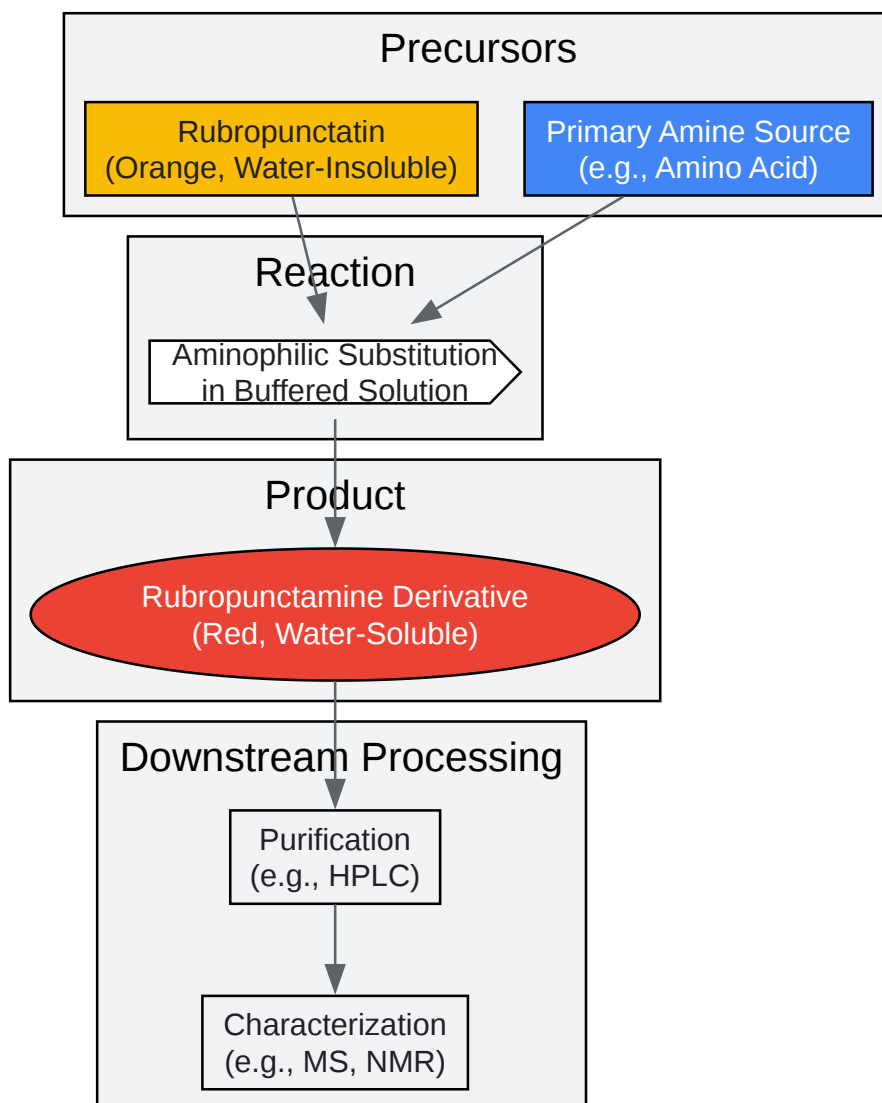 Precursors
Rubropunctatin
(Orange, Water-Insoluble)
Primary Amine Source
(e.g., Amino Acid)
Reaction
Aminophilic Substitution
in Buffered Solution
Product
Rubropunctamine Derivative
(Red, Water-Soluble)
Downstream Processing
Purification
(e.g., HPLC)
Characterization
(e.g., MS, NMR)